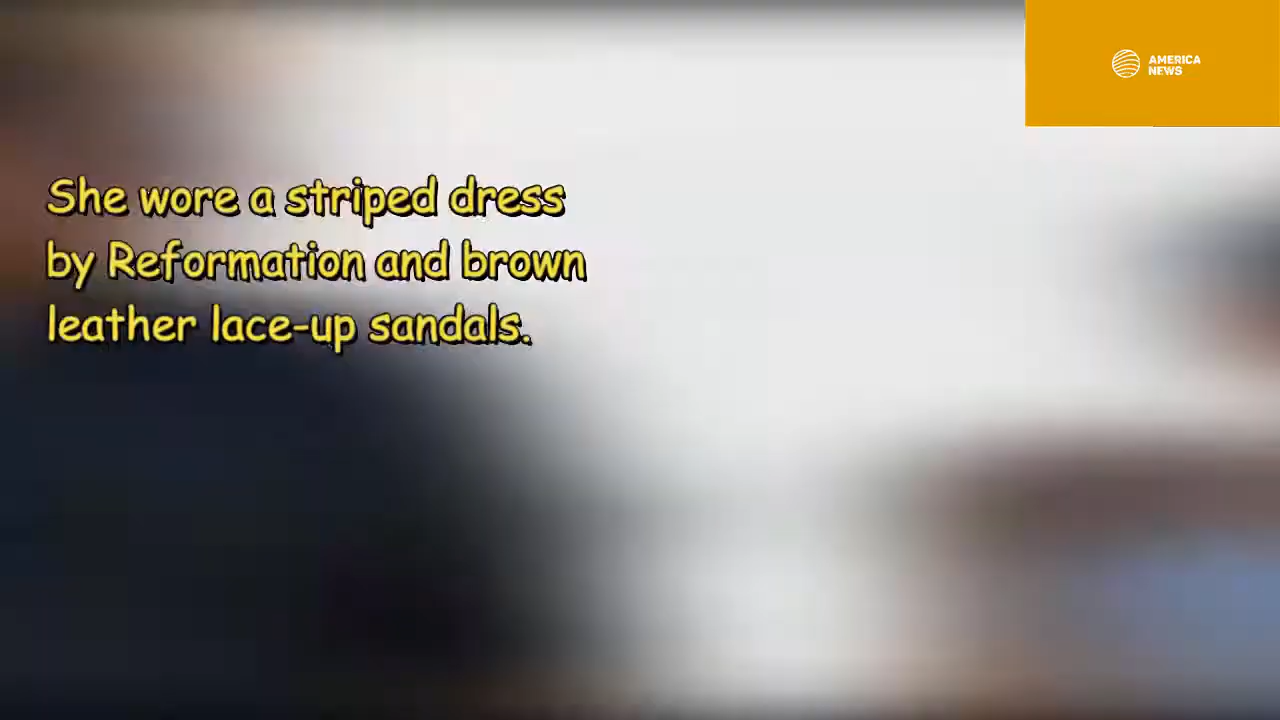 AMERICA
NEWS
She wore a striped dress
by Reformation and brown
leather lace-up sandals.